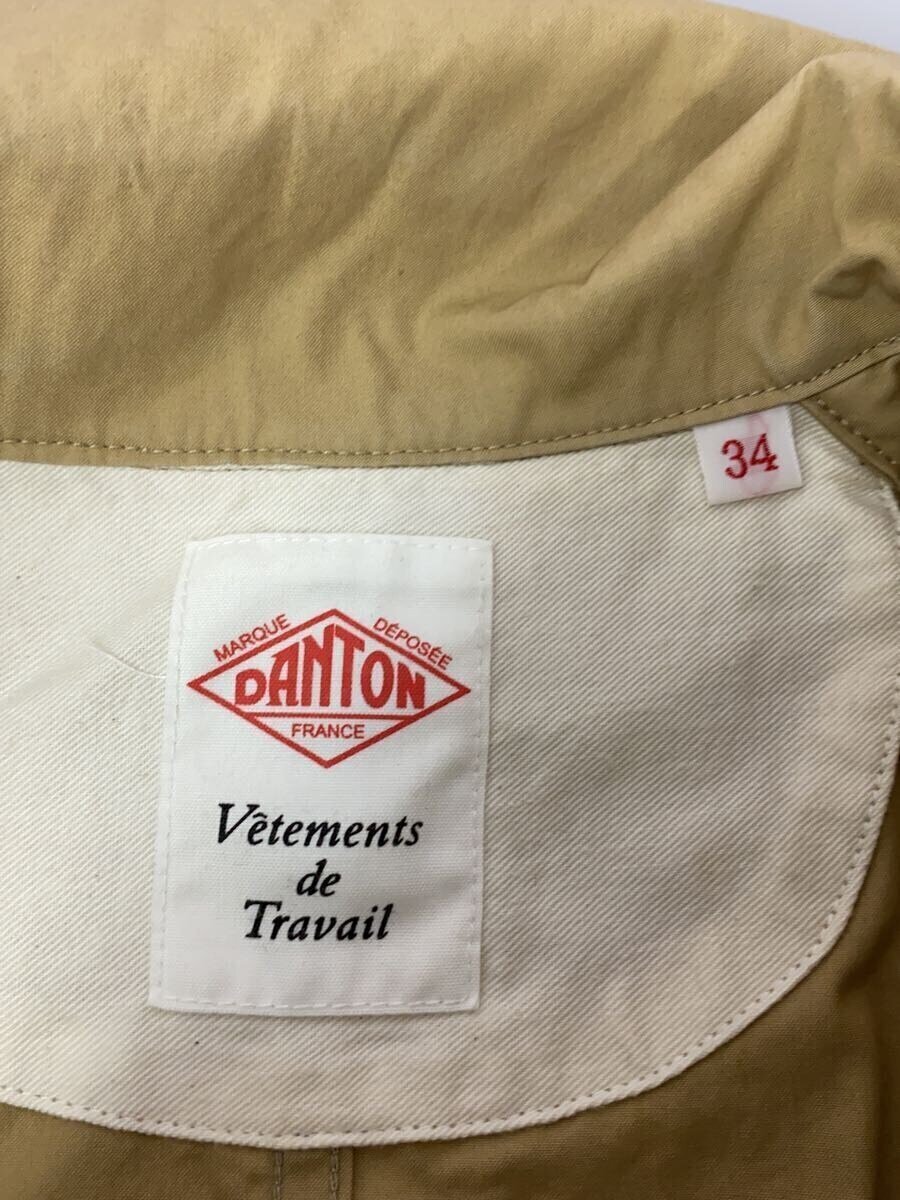 34
MARQUE DÉPOSÉE
DANTON
FRANCE
Vêtements
de
Travail